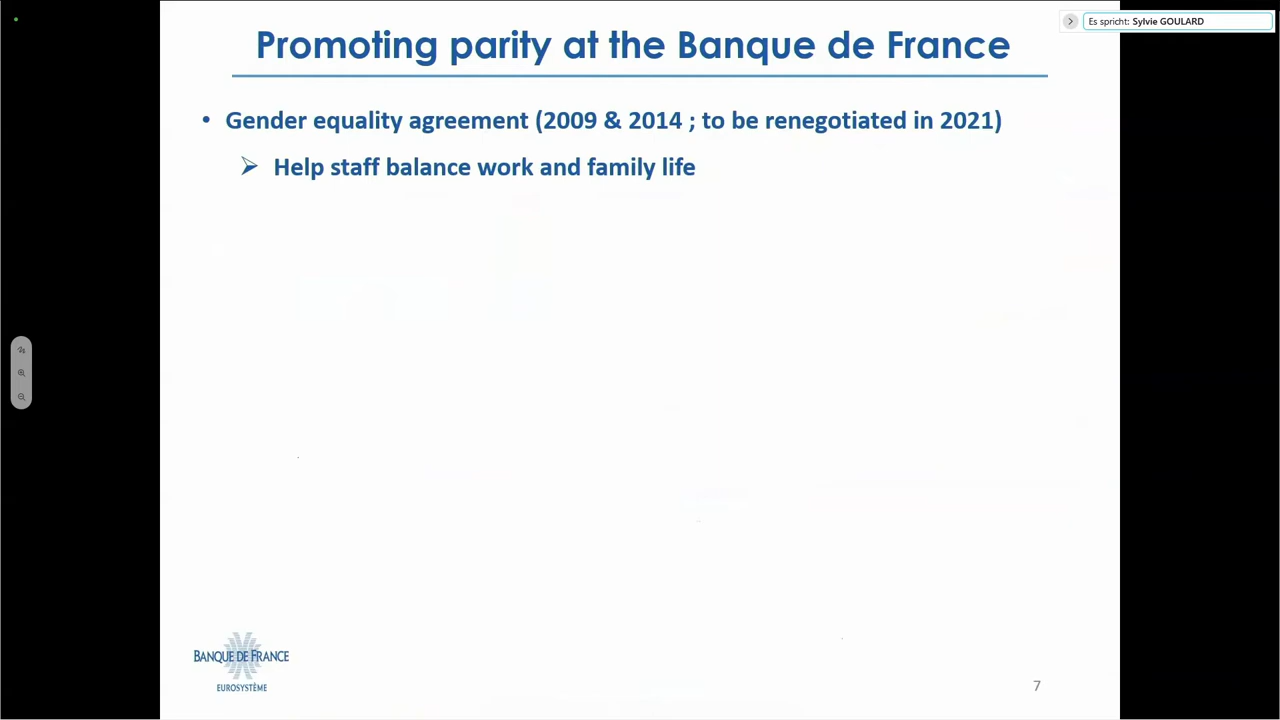 Es spricht: Sylvie GOULARD
Promoting parity at the Banque de France
• Gender equality agreement (2009 & 2014 ; to be renegotiated in 2021)
➢ Help staff balance work and family life
BANQUE DE FRANCE
EUROSYSTÈME
7